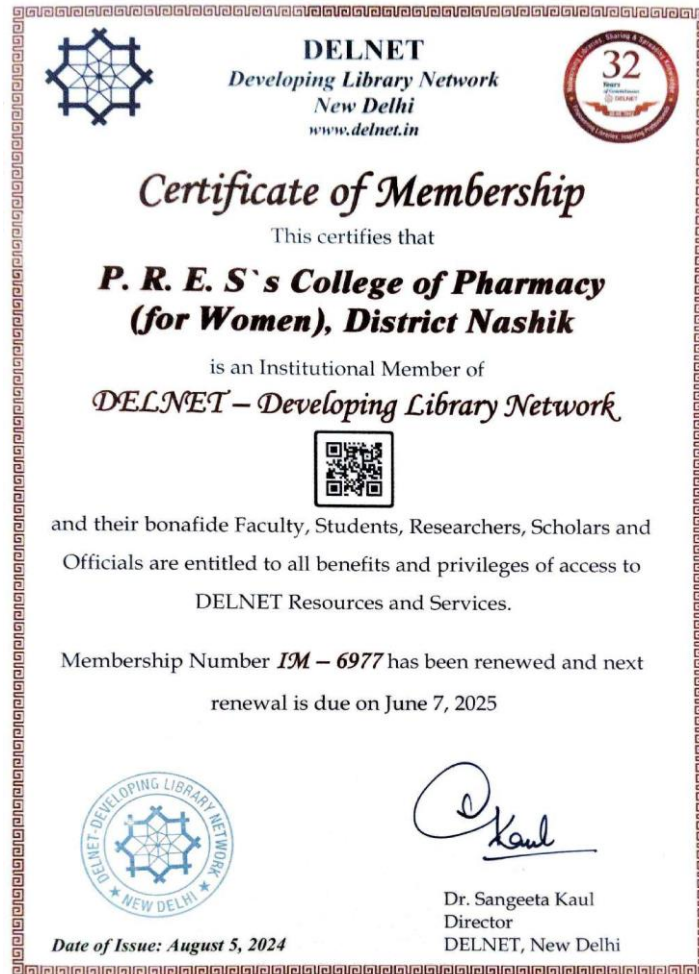 DELNET
Developing Library Network
New Delhi
www.delnet.in
32
Years
DELNET
Certificate of Membership
This certifies that
P. R. E. S`s College of Pharmacy
(for Women), District Nashik
is an Institutional Member of
DELNET – Developing Library Network
and their bonafide Faculty, Students, Researchers, Scholars and
Officials are entitled to all benefits and privileges of access to
DELNET Resources and Services.
Membership Number IM – 6977 has been renewed and next
renewal is due on June 7, 2025
DELNET-DEVELOPING LIBRARY NETWORK
★ NEW DELHI ★
Kaul
Dr. Sangeeta Kaul
Director
DELNET, New Delhi
Date of Issue: August 5, 2024